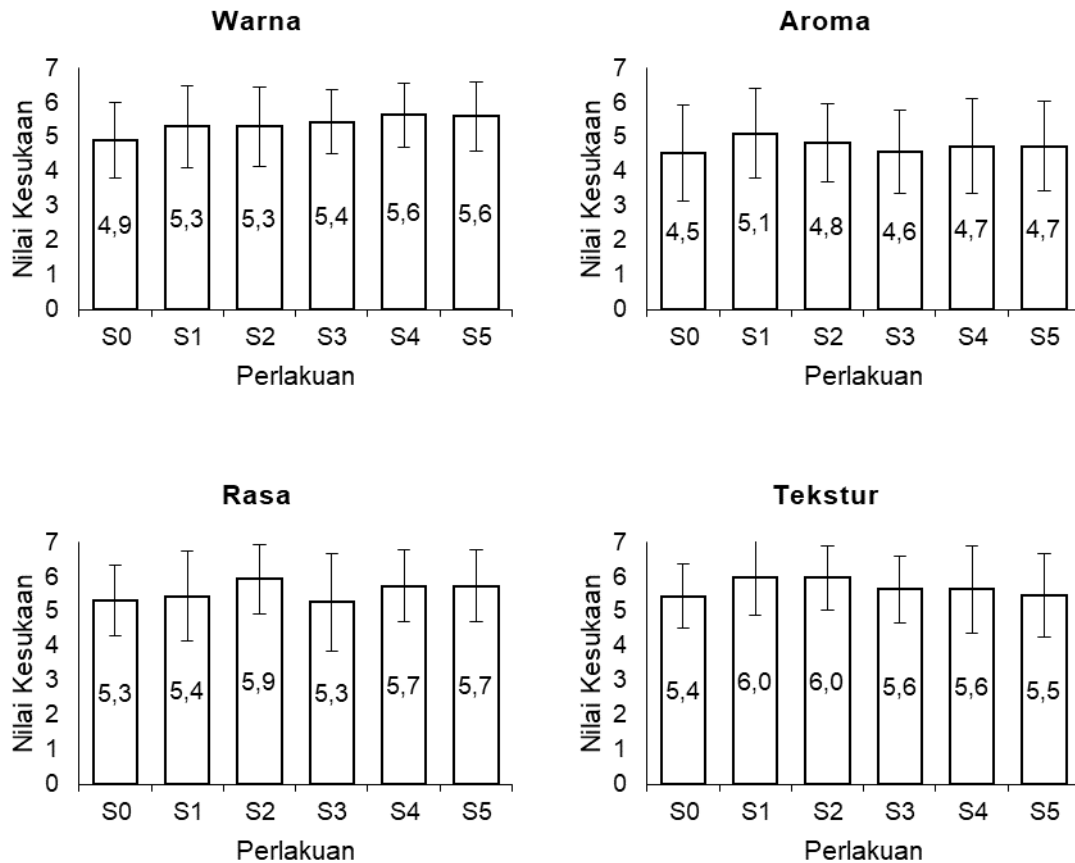 Warna
Nilai Kesukaan
7
6
5
4
3
2
1
0
4,9 5,3 5,3 5,4 5,6 5,6
S0 S1 S2 S3 S4 S5
Perlakuan
Aroma
Nilai Kesukaan
7
6
5
4
3
2
1
0
4,5 5,1 4,8 4,6 4,7 4,7
S0 S1 S2 S3 S4 S5
Perlakuan
Rasa
Nilai Kesukaan
7
6
5
4
3
2
1
0
5,3 5,4 5,9 5,3 5,7 5,7
S0 S1 S2 S3 S4 S5
Perlakuan
Tekstur
Nilai Kesukaan
7
6
5
4
3
2
1
0
5,4 6,0 6,0 5,6 5,6 5,5
S0 S1 S2 S3 S4 S5
Perlakuan